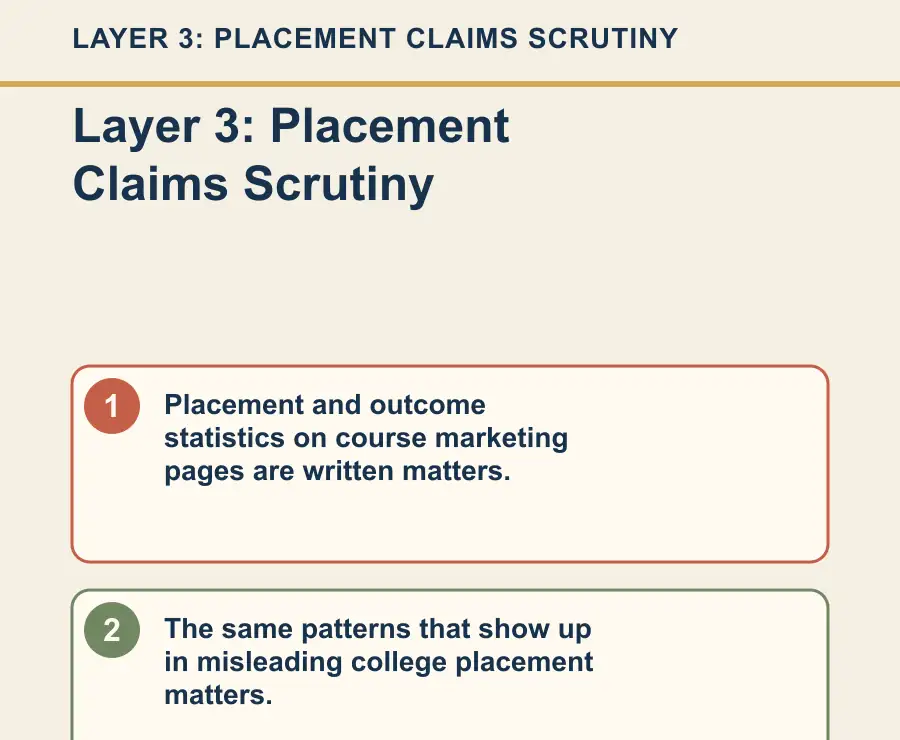 LAYER 3: PLACEMENT CLAIMS SCRUTINY
Layer 3: Placement
Claims Scrutiny
1
Placement and outcome
statistics on course marketing
pages are written matters.
2
The same patterns that show up
in misleading college placement
matters.